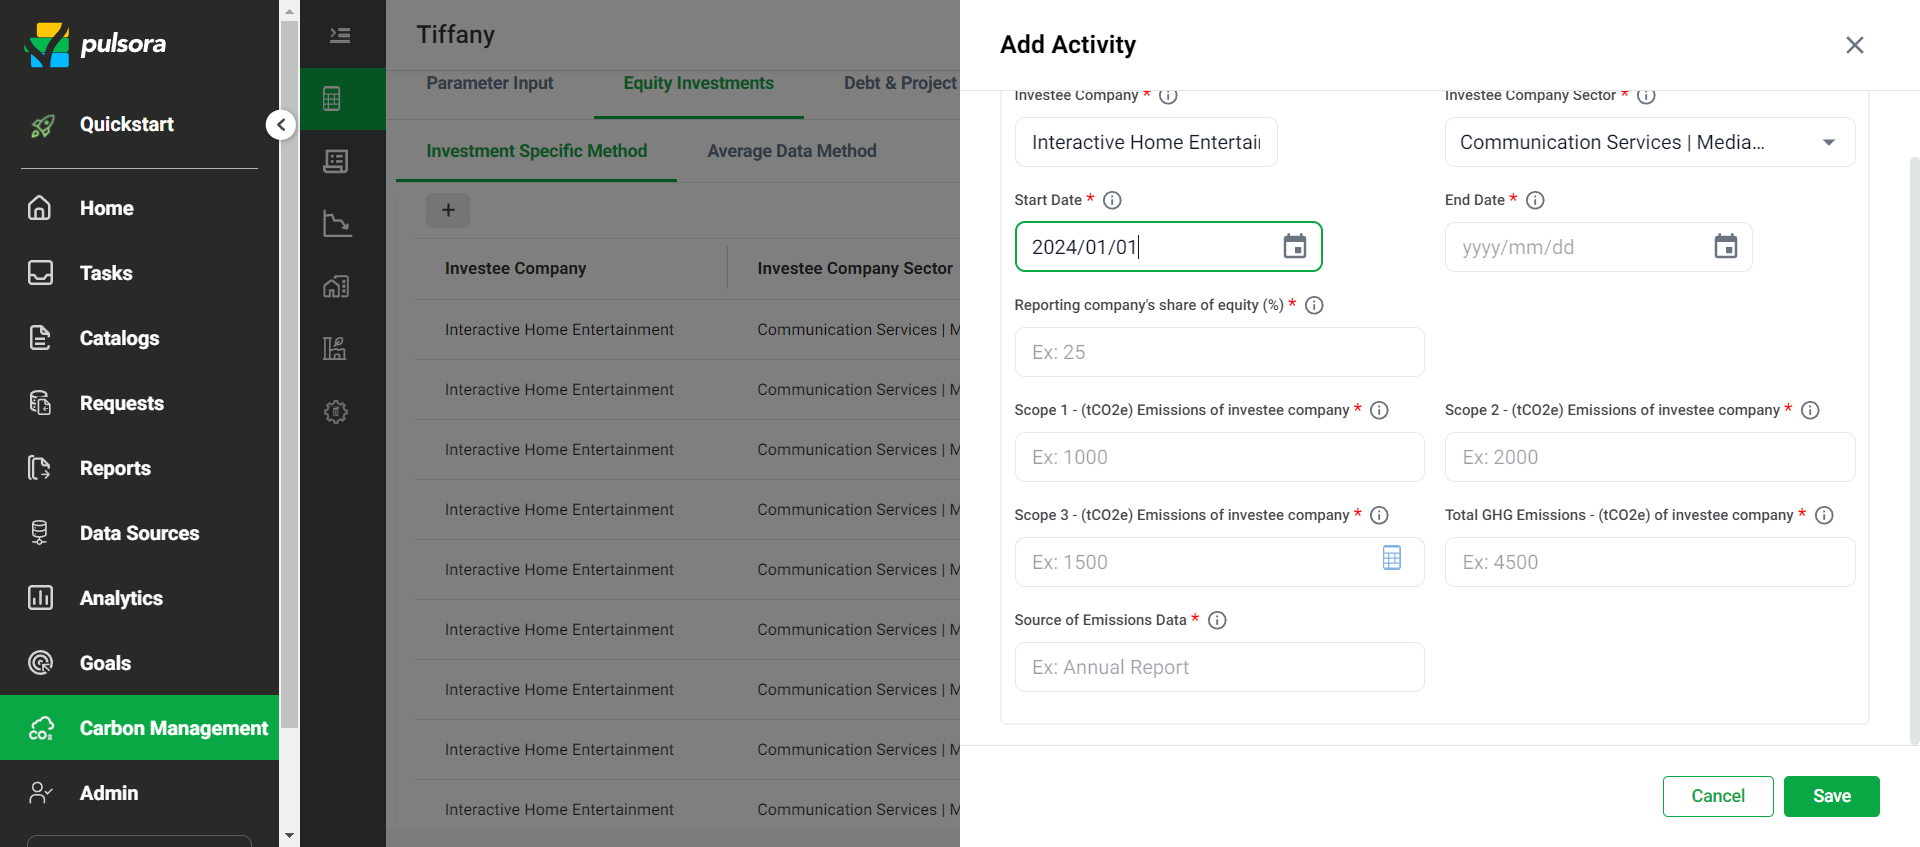 pulsora
Quickstart
Home
Tasks
Catalogs
Requests
Reports
Data Sources
Analytics
Goals
CO₂ Carbon Management
Admin
Tiffany
Parameter Input
Equity Investments
Debt & Project
Investment Specific Method
Average Data Method
+
Investee Company
Investee Company Sector
Interactive Home Entertainment
Communication Services | M
Interactive Home Entertainment
Communication Services | M
Interactive Home Entertainment
Communication Services | M
Interactive Home Entertainment
Communication Services | M
Interactive Home Entertainment
Communication Services | M
Interactive Home Entertainment
Communication Services | M
Interactive Home Entertainment
Communication Services | M
Interactive Home Entertainment
Communication Services | M
Interactive Home Entertainment
Communication Services | M
Add Activity
Investee Company *
Investee Company Sector *
Interactive Home Entertai
Communication Services | Media...
Start Date *
End Date *
2024/01/01
yyyy/mm/dd
Reporting company's share of equity (%) *
Ex: 25
Scope 1 - (tCO2e) Emissions of investee company *
Scope 2 - (tCO2e) Emissions of investee company *
Ex: 1000
Ex: 2000
Scope 3 - (tCO2e) Emissions of investee company *
Total GHG Emissions - (tCO2e) of investee company *
Ex: 1500
Ex: 4500
Source of Emissions Data *
Ex: Annual Report
Cancel
Save